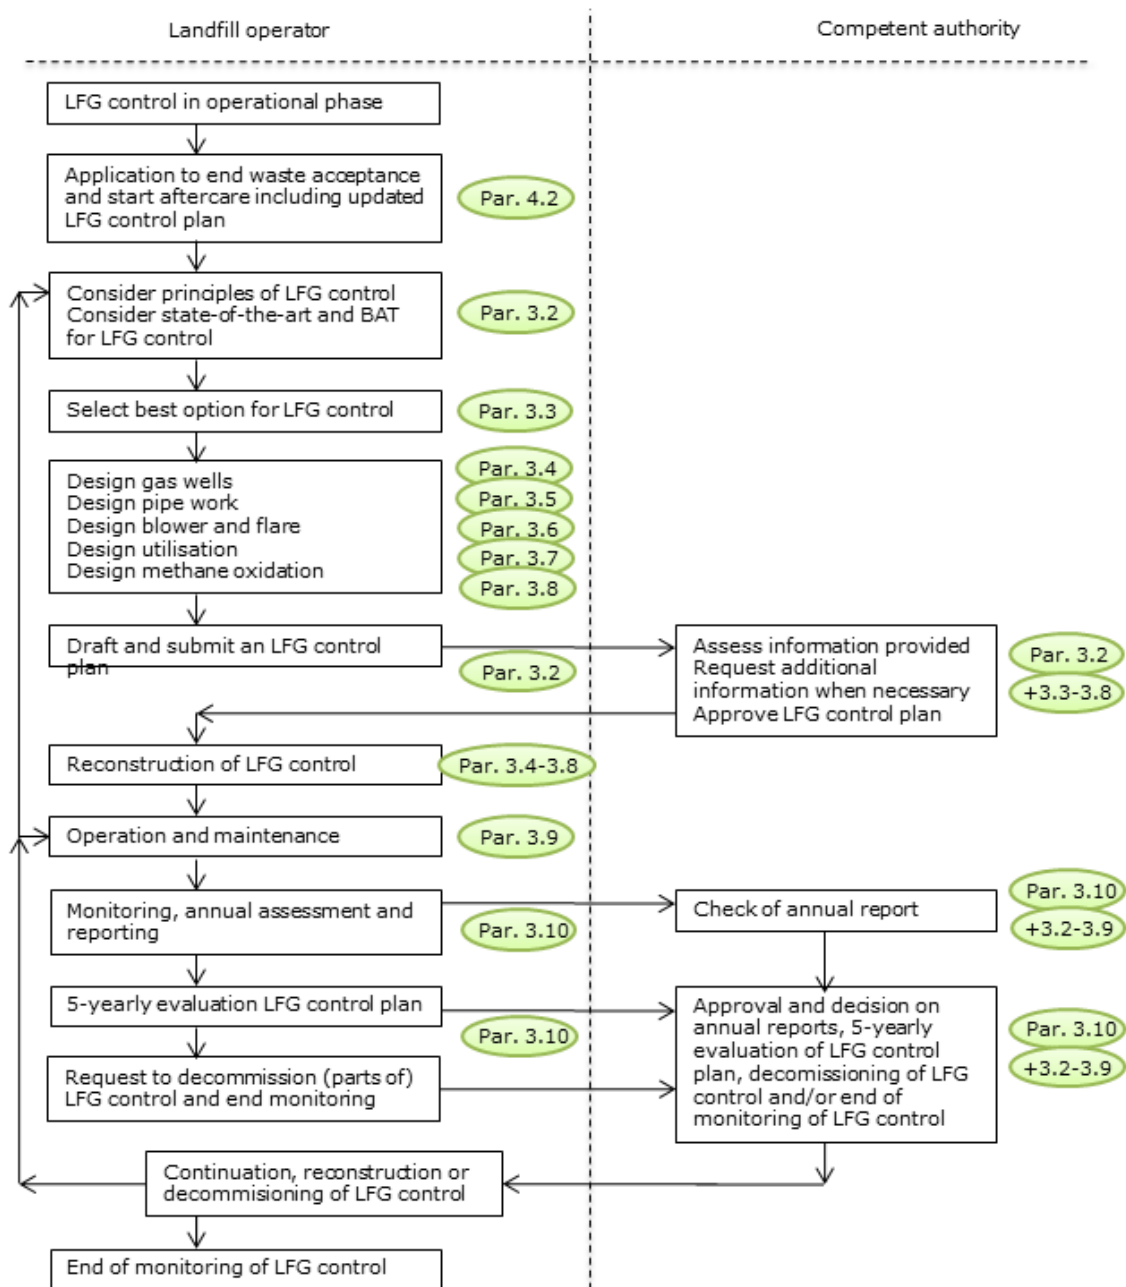 Landfill operator
Competent authority
LFG control in operational phase
Application to end waste acceptance
and start aftercare including updated
LFG control plan
Par. 4.2
Consider principles of LFG control
Consider state-of-the-art and BAT
for LFG control
Par. 3.2
Select best option for LFG control
Par. 3.3
Design gas wells
Design pipe work
Design blower and flare
Design utilisation
Design methane oxidation
Par. 3.4
Par. 3.5
Par. 3.6
Par. 3.7
Par. 3.8
Draft and submit an LFG control
plan
Par. 3.2
Assess information provided
Request additional
information when necessary
Approve LFG control plan
Par. 3.2
+3.3-3.8
Reconstruction of LFG control
Par. 3.4-3.8
Operation and maintenance
Par. 3.9
Monitoring, annual assessment and
reporting
Par. 3.10
Check of annual report
Par. 3.10
+3.2-3.9
5-yearly evaluation LFG control plan
Par. 3.10
Request to decommission (parts of)
LFG control and end monitoring
Approval and decision on
annual reports, 5-yearly
evaluation of LFG control
plan, decomissioning of LFG
control and/or end of
monitoring of LFG control
Par. 3.10
+3.2-3.9
Continuation, reconstruction or
decommisioning of LFG control
End of monitoring of LFG control